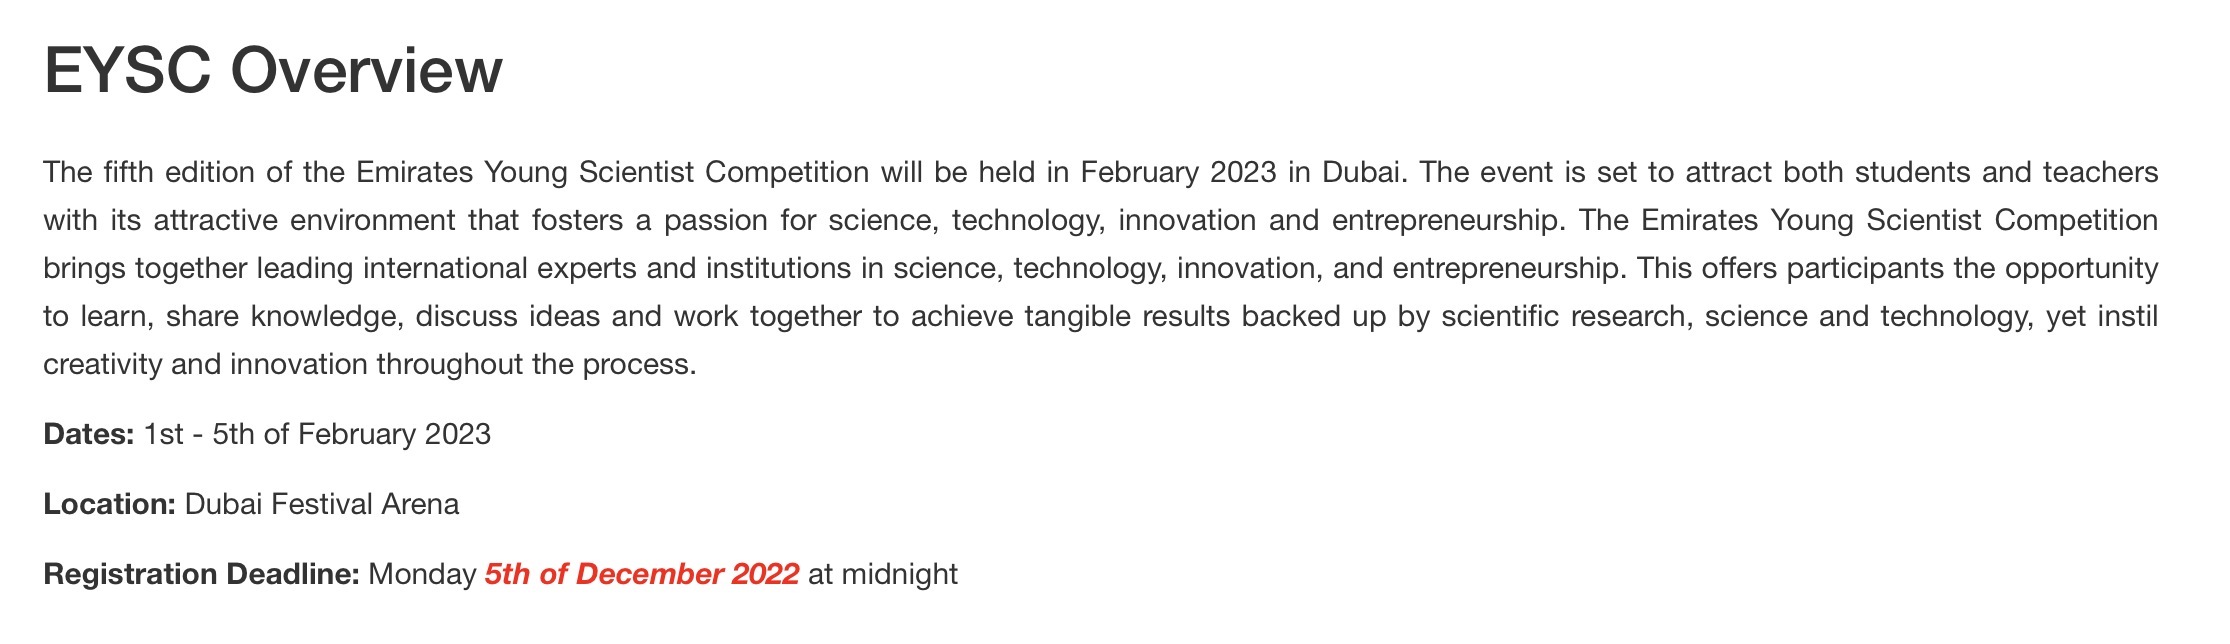 EYSC Overview
The fifth edition of the Emirates Young Scientist Competition will be held in February 2023 in Dubai. The event is set to attract both students and teachers
with its attractive environment that fosters a passion for science, technology, innovation and entrepreneurship. The Emirates Young Scientist Competition
brings together leading international experts and institutions in science, technology, innovation, and entrepreneurship. This offers participants the opportunity
to learn, share knowledge, discuss ideas and work together to achieve tangible results backed up by scientific research, science and technology, yet instil
creativity and innovation throughout the process.
Dates: 1st - 5th of February 2023
Location: Dubai Festival Arena
Registration Deadline: Monday 5th of December 2022 at midnight